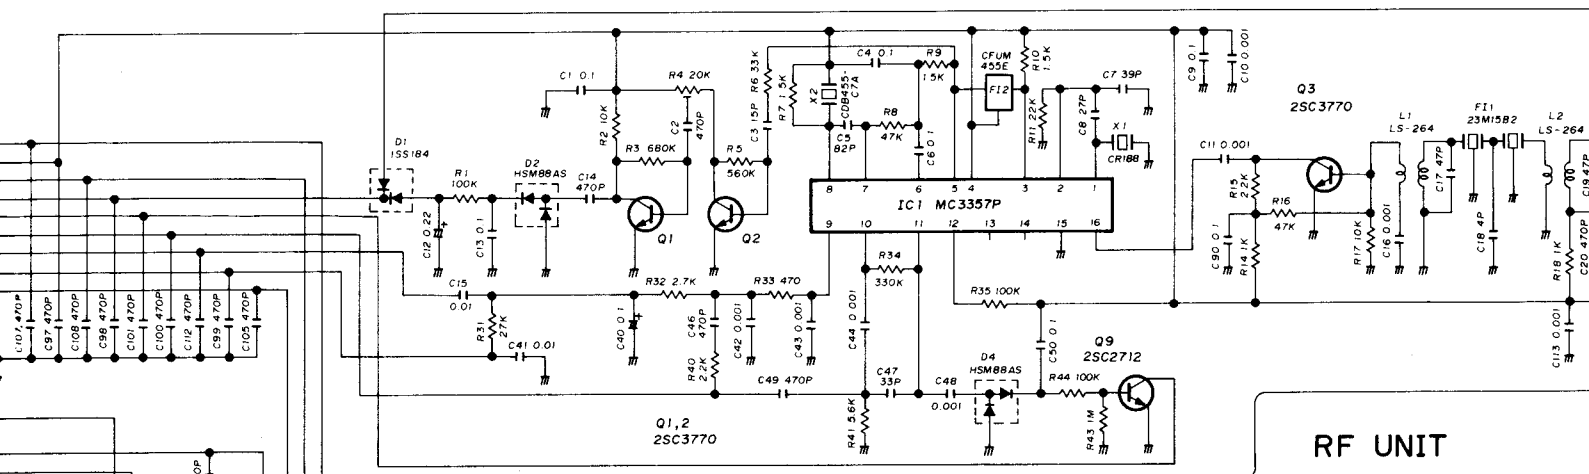 D1
1SS184
R1
100K
C12 0.22
C13 0.1
D2
HSM88AS
C14
470P
C1 0.1
R2 10K
R4 20K
C2
470P
R3 680K
R5
560K
Q1
Q2
R6 33K
C3 15P
R7 1.5K
X2
CDB455-
C7A
C4 0.1
R9
1.5K
C5
82P
R8
47K
C6 0.1
CFUM
455E
FI2
R10
1.5K
R11 22K
C7 39P
C8 27P
X1
CR188
8
7
6
5
4
3
2
1
IC1 MC3357P
9
10
11
12
13
14
15
16
C11 0.001
R15
2.2K
C90 0.1
R14 1K
R16
47K
Q3
2SC3770
R17 10K
C16 0.001
C9 0.1
C10 0.001
L1
LS-264
C17 47P
FI1
23M15B2
C18 4P
L2
LS-264
C19 47P
R18 1K
C20 470P
C113 0.001
C107 470P
C97 470P
C108 470P
C98 470P
C101 470P
C100 470P
C112 470P
C99 470P
C105 470P
C15
0.01
R31
27K
C41 0.01
C40 0.1
R32 2.7K
C46
470P
R40
2.2K
C42 0.001
R33 470
C43 0.001
C44 0.001
R34
330K
R35 100K
C50 0.1
C49 470P
C47
33P
R41 5.6K
C48
0.001
D4
HSM88AS
R44 100K
R43 1M
Q9
2SC2712
Q1,2
2SC3770
RF UNIT